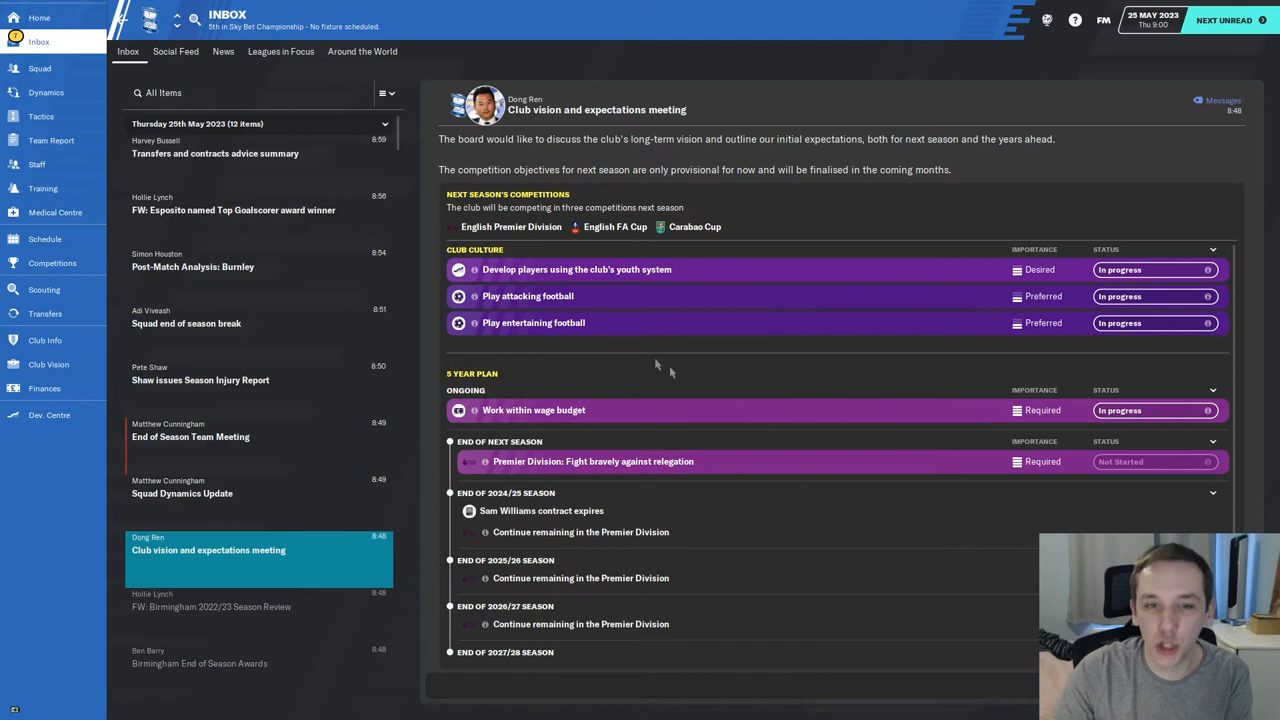 Home
INBOX
5th in Sky Bet Championship - No fixture scheduled.
?
FM
25 MAY 2023
Thu 9:00
NEXT UNREAD
7
Inbox
Squad
Dynamics
Tactics
Team Report
Staff
Training
Medical Centre
Schedule
Competitions
Scouting
Transfers
Club Info
Club Vision
Finances
Dev. Centre
Inbox
Social Feed
News
Leagues in Focus
Around the World
All Items
Thursday 25th May 2023 (12 items)
Harvey Bussell 8:59
Transfers and contracts advice summary
Hollie Lynch 8:56
FW: Esposito named Top Goalscorer award winner
Simon Houston 8:54
Post-Match Analysis: Burnley
Adi Viveash 8:51
Squad end of season break
Pete Shaw 8:50
Shaw issues Season Injury Report
Matthew Cunningham 8:49
End of Season Team Meeting
Matthew Cunningham 8:49
Squad Dynamics Update
Dong Ren 8:48
Club vision and expectations meeting
Hollie Lynch 8:48
FW: Birmingham 2022/23 Season Review
Ben Barry 8:48
Birmingham End of Season Awards
Dong Ren
Club vision and expectations meeting
Messages
8:48
The board would like to discuss the club's long-term vision and outline our initial expectations, both for next season and the years ahead.
The competition objectives for next season are only provisional for now and will be finalised in the coming months.
NEXT SEASON'S COMPETITIONS
The club will be competing in three competitions next season
English Premier Division English FA Cup Carabao Cup
CLUB CULTURE IMPORTANCE STATUS
Develop players using the club's youth system Desired In progress
Play attacking football Preferred In progress
Play entertaining football Preferred In progress
5 YEAR PLAN
ONGOING IMPORTANCE STATUS
Work within wage budget Required In progress
END OF NEXT SEASON IMPORTANCE STATUS
Premier Division: Fight bravely against relegation Required Not Started
END OF 2024/25 SEASON
Sam Williams contract expires
Continue remaining in the Premier Division
END OF 2025/26 SEASON
Continue remaining in the Premier Division
END OF 2026/27 SEASON
Continue remaining in the Premier Division
END OF 2027/28 SEASON